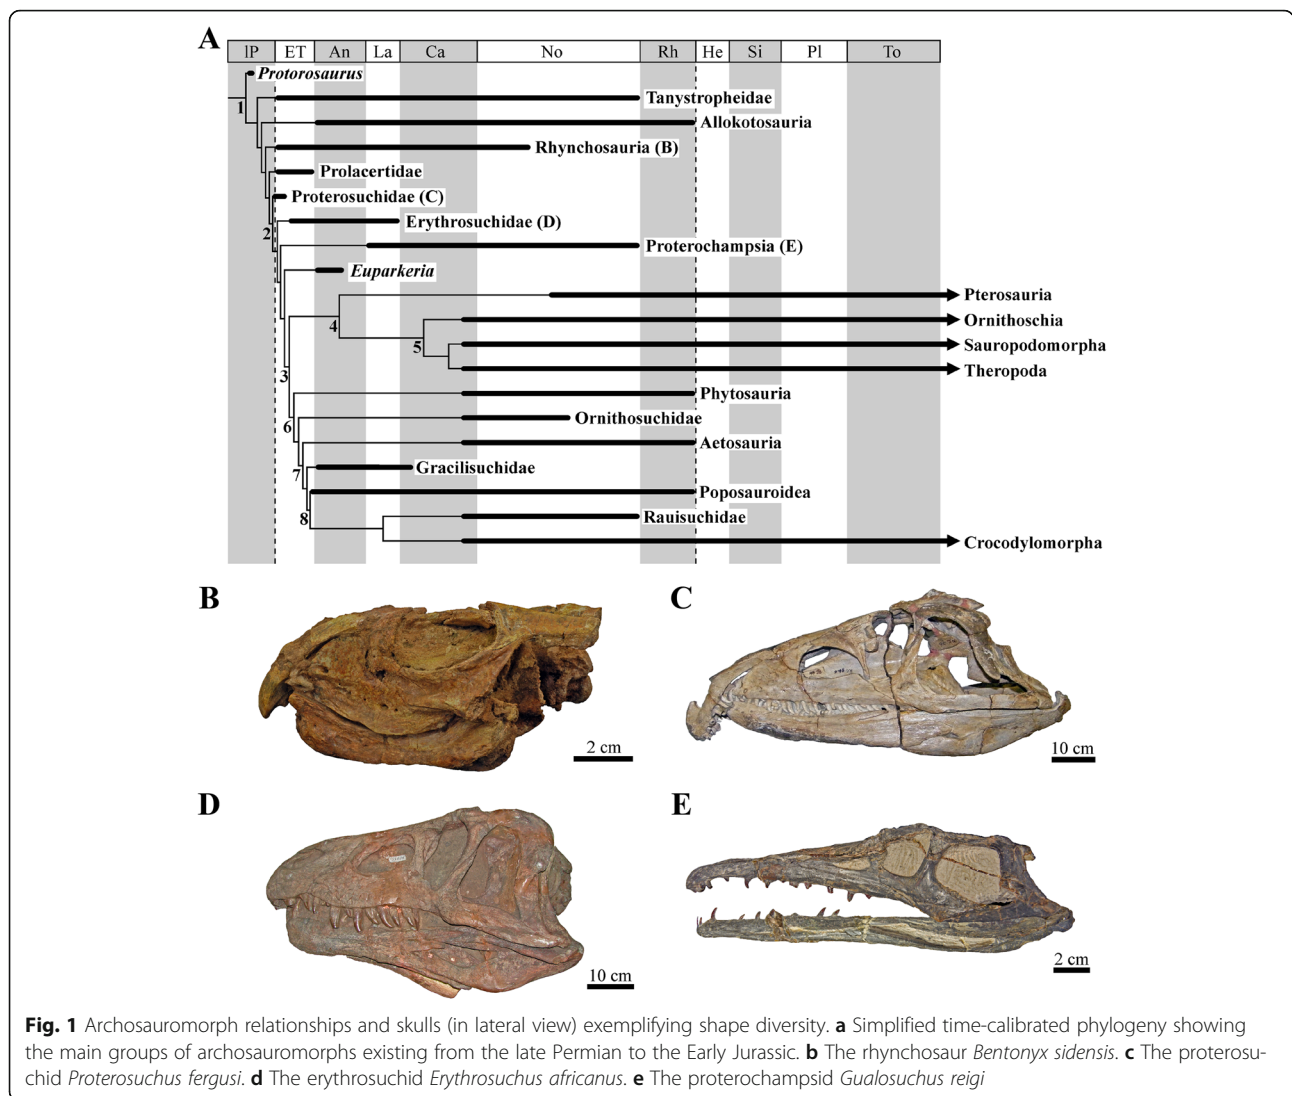 A
lP ET An La Ca No Rh He Si Pl To
Protorosaurus
1
Tanystropheidae
Allokotosauria
Rhynchosauria (B)
Prolacertidae
Proterosuchidae (C)
Erythrosuchidae (D)
2
Proterochampsia (E)
Euparkeria
Pterosauria
4
Ornithoschia
5
Sauropodomorpha
Theropoda
3
Phytosauria
Ornithosuchidae
6
Aetosauria
Gracilisuchidae
7
Poposauroidea
8
Rauisuchidae
Crocodylomorpha
B
2 cm
C
10 cm
D
10 cm
E
2 cm
Fig. 1 Archosauromorph relationships and skulls (in lateral view) exemplifying shape diversity. a Simplified time-calibrated phylogeny showing
the main groups of archosauromorphs existing from the late Permian to the Early Jurassic. b The rhynchosaur Bentonyx sidensis. c The proterosu-
chid Proterosuchus fergusi. d The erythrosuchid Erythrosuchus africanus. e The proterochampsid Gualosuchus reigi